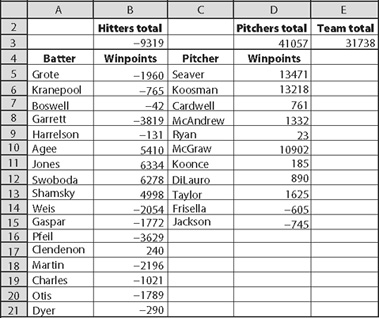 A B C D E
2 Hitters total Pitchers total Team total
3 −9319 41057 31738
4 Batter Winpoints Pitcher Winpoints
5 Grote −1960 Seaver 13471
6 Kranepool −765 Koosman 13218
7 Boswell −42 Cardwell 761
8 Garrett −3819 McAndrew 1332
9 Harrelson −131 Ryan 23
10 Agee 5410 McGraw 10902
11 Jones 6334 Koonce 185
12 Swoboda 6278 DiLauro 890
13 Shamsky 4998 Taylor 1625
14 Weis −2054 Frisella −605
15 Gaspar −1772 Jackson −745
16 Pfeil −3629
17 Clendenon 240
18 Martin −2196
19 Charles −1021
20 Otis −1789
21 Dyer −290